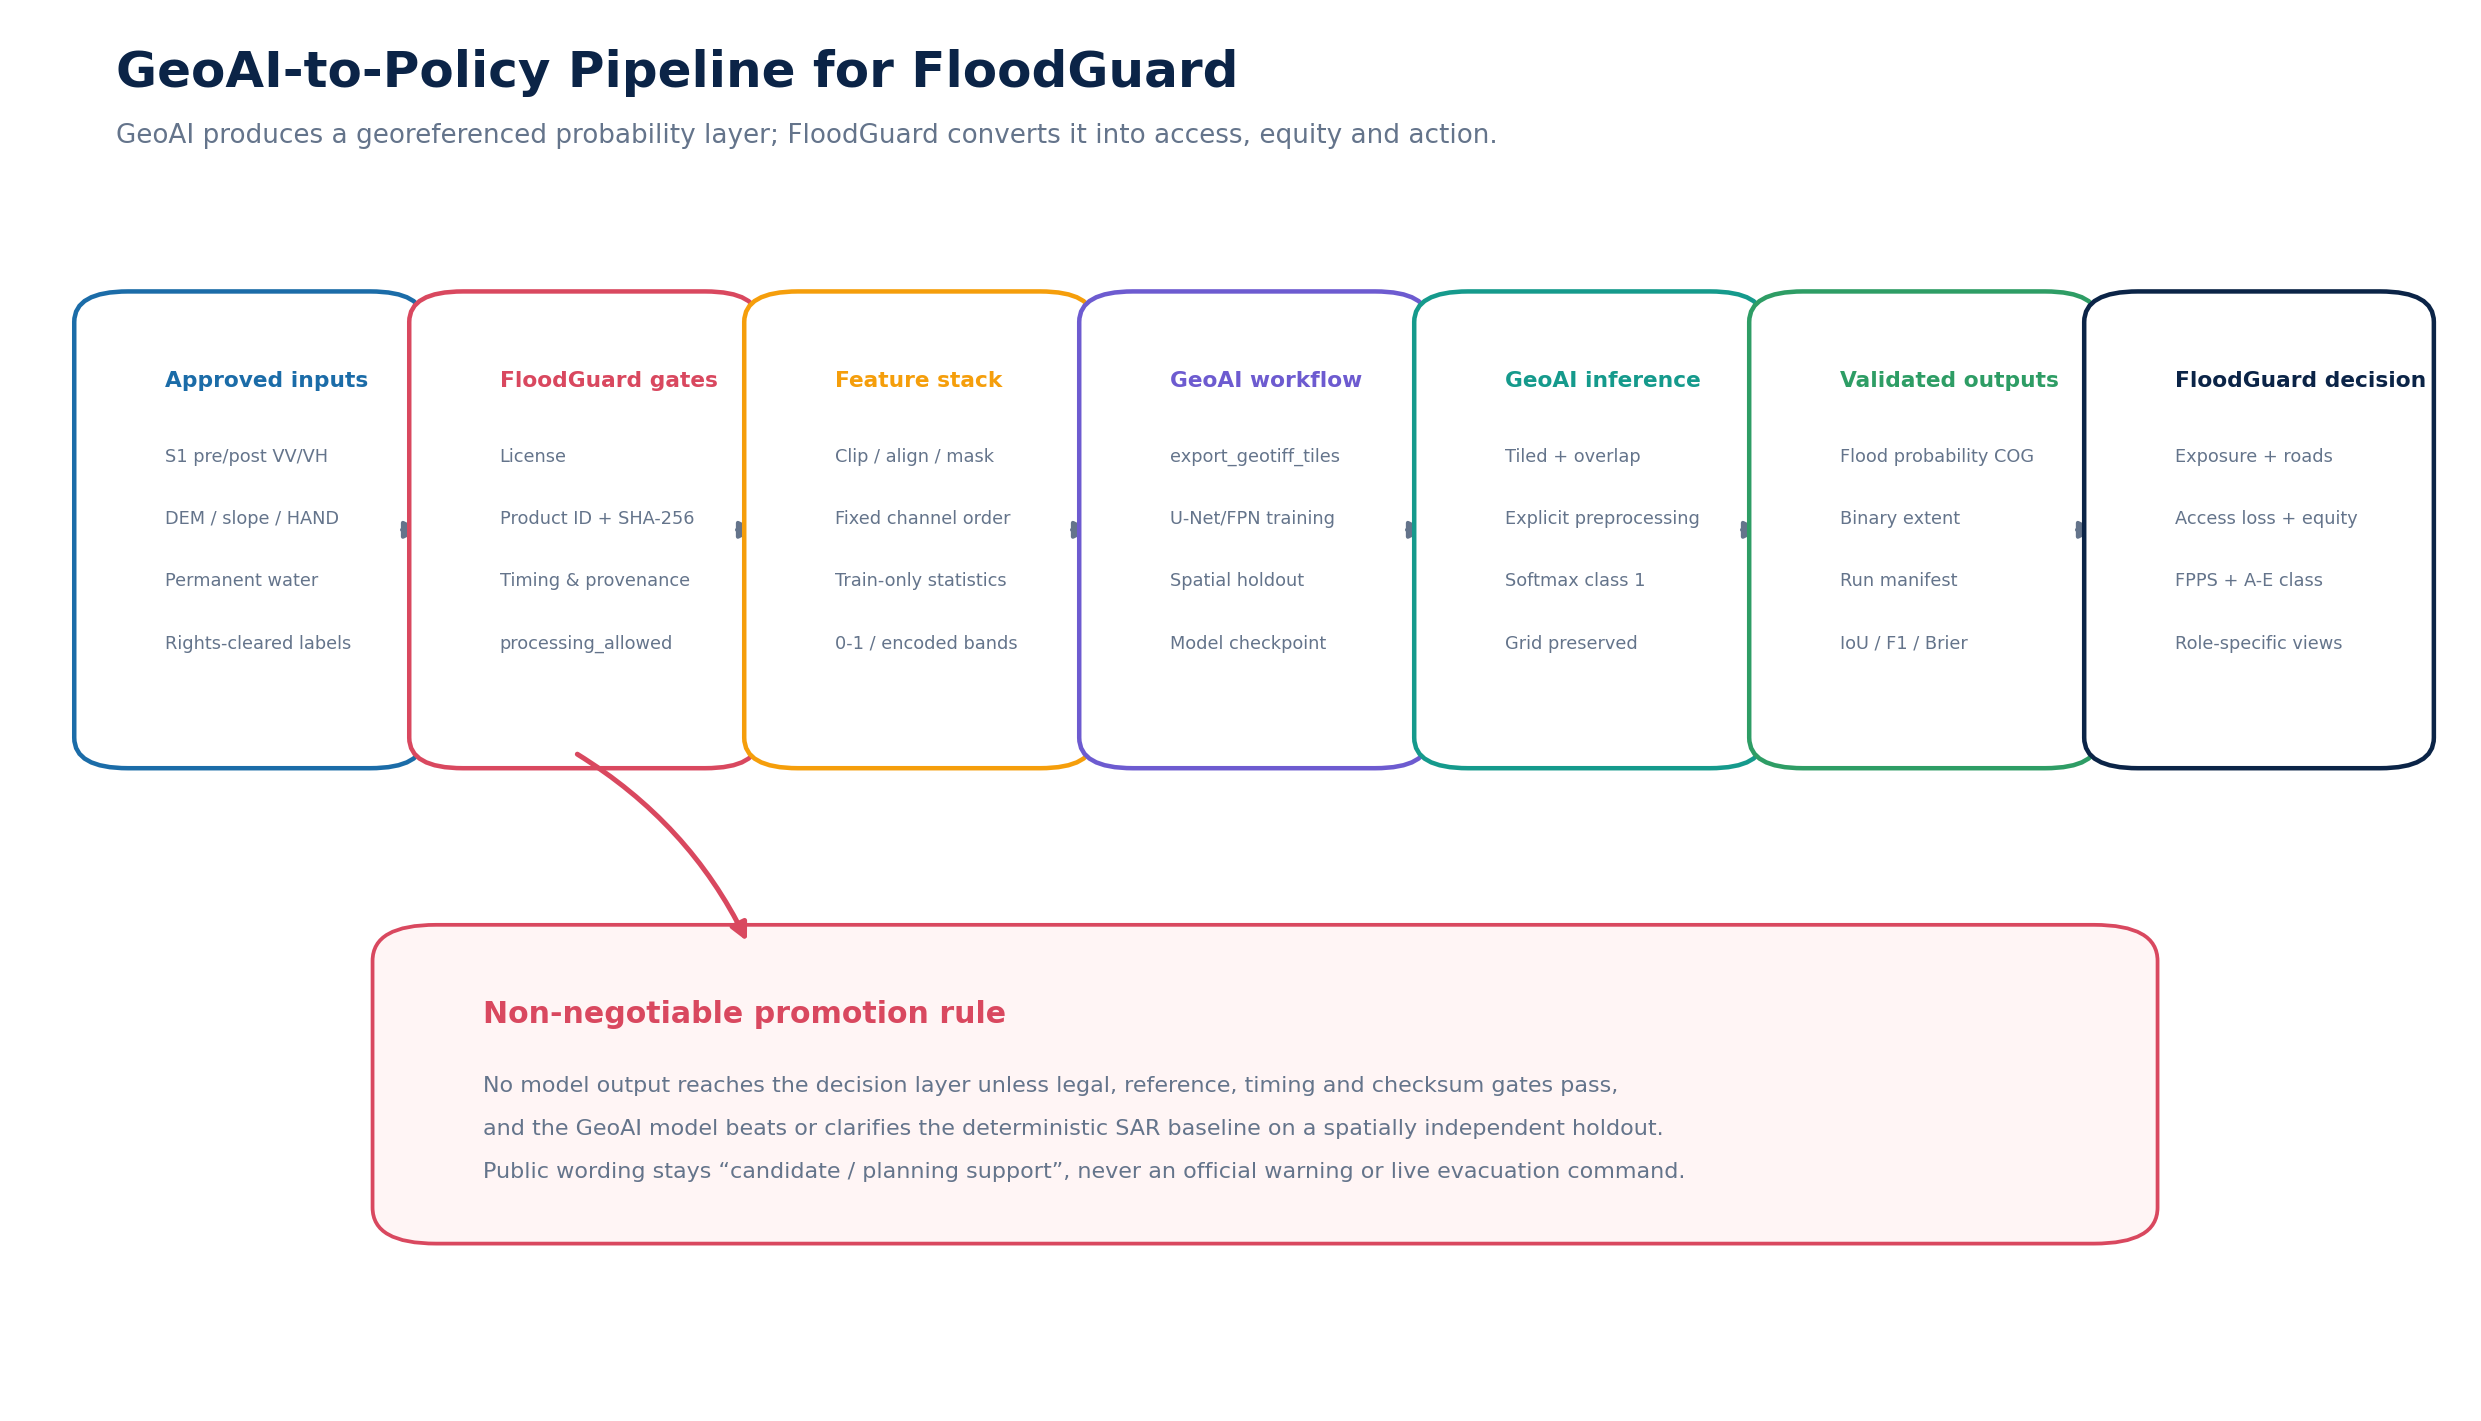 GeoAI-to-Policy Pipeline for FloodGuard
GeoAI produces a georeferenced probability layer; FloodGuard converts it into access, equity and action.
Approved inputs
S1 pre/post VV/VH
DEM / slope / HAND
Permanent water
Rights-cleared labels
FloodGuard gates
License
Product ID + SHA-256
Timing & provenance
processing_allowed
Feature stack
Clip / align / mask
Fixed channel order
Train-only statistics
0-1 / encoded bands
GeoAI workflow
export_geotiff_tiles
U-Net/FPN training
Spatial holdout
Model checkpoint
GeoAI inference
Tiled + overlap
Explicit preprocessing
Softmax class 1
Grid preserved
Validated outputs
Flood probability COG
Binary extent
Run manifest
IoU / F1 / Brier
FloodGuard decision
Exposure + roads
Access loss + equity
FPPS + A-E class
Role-specific views
Non-negotiable promotion rule
No model output reaches the decision layer unless legal, reference, timing and checksum gates pass,
and the GeoAI model beats or clarifies the deterministic SAR baseline on a spatially independent holdout.
Public wording stays “candidate / planning support”, never an official warning or live evacuation command.